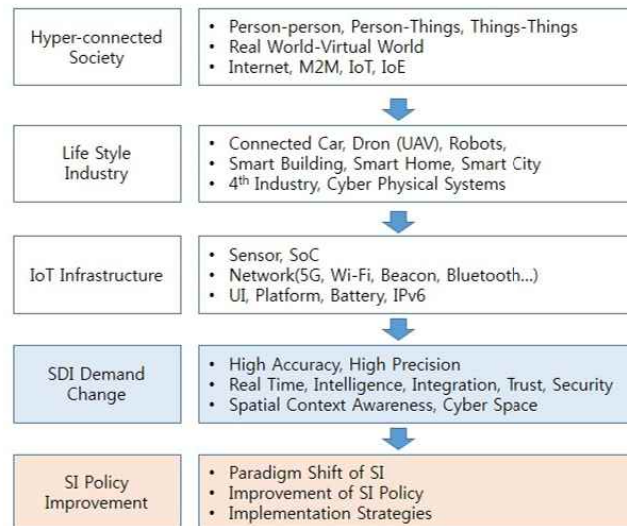 Hyper-connected
Society
• Person-person, Person-Things, Things-Things
• Real World-Virtual World
• Internet, M2M, IoT, IoE
Life Style
Industry
• Connected Car, Dron (UAV), Robots,
• Smart Building, Smart Home, Smart City
• 4th Industry, Cyber Physical Systems
IoT Infrastructure
• Sensor, SoC
• Network(5G, Wi-Fi, Beacon, Bluetooth...)
• UI, Platform, Battery, IPv6
SDI Demand
Change
• High Accuracy, High Precision
• Real Time, Intelligence, Integration, Trust, Security
• Spatial Context Awareness, Cyber Space
SI Policy
Improvement
• Paradigm Shift of SI
• Improvement of SI Policy
• Implementation Strategies